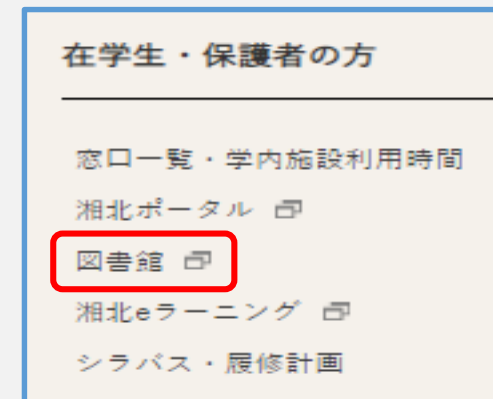 在学生・保護者の方
窓口一覧・学内施設利用時間
湘北ポータル
図書館
湘北eラーニング
シラバス・履修計画